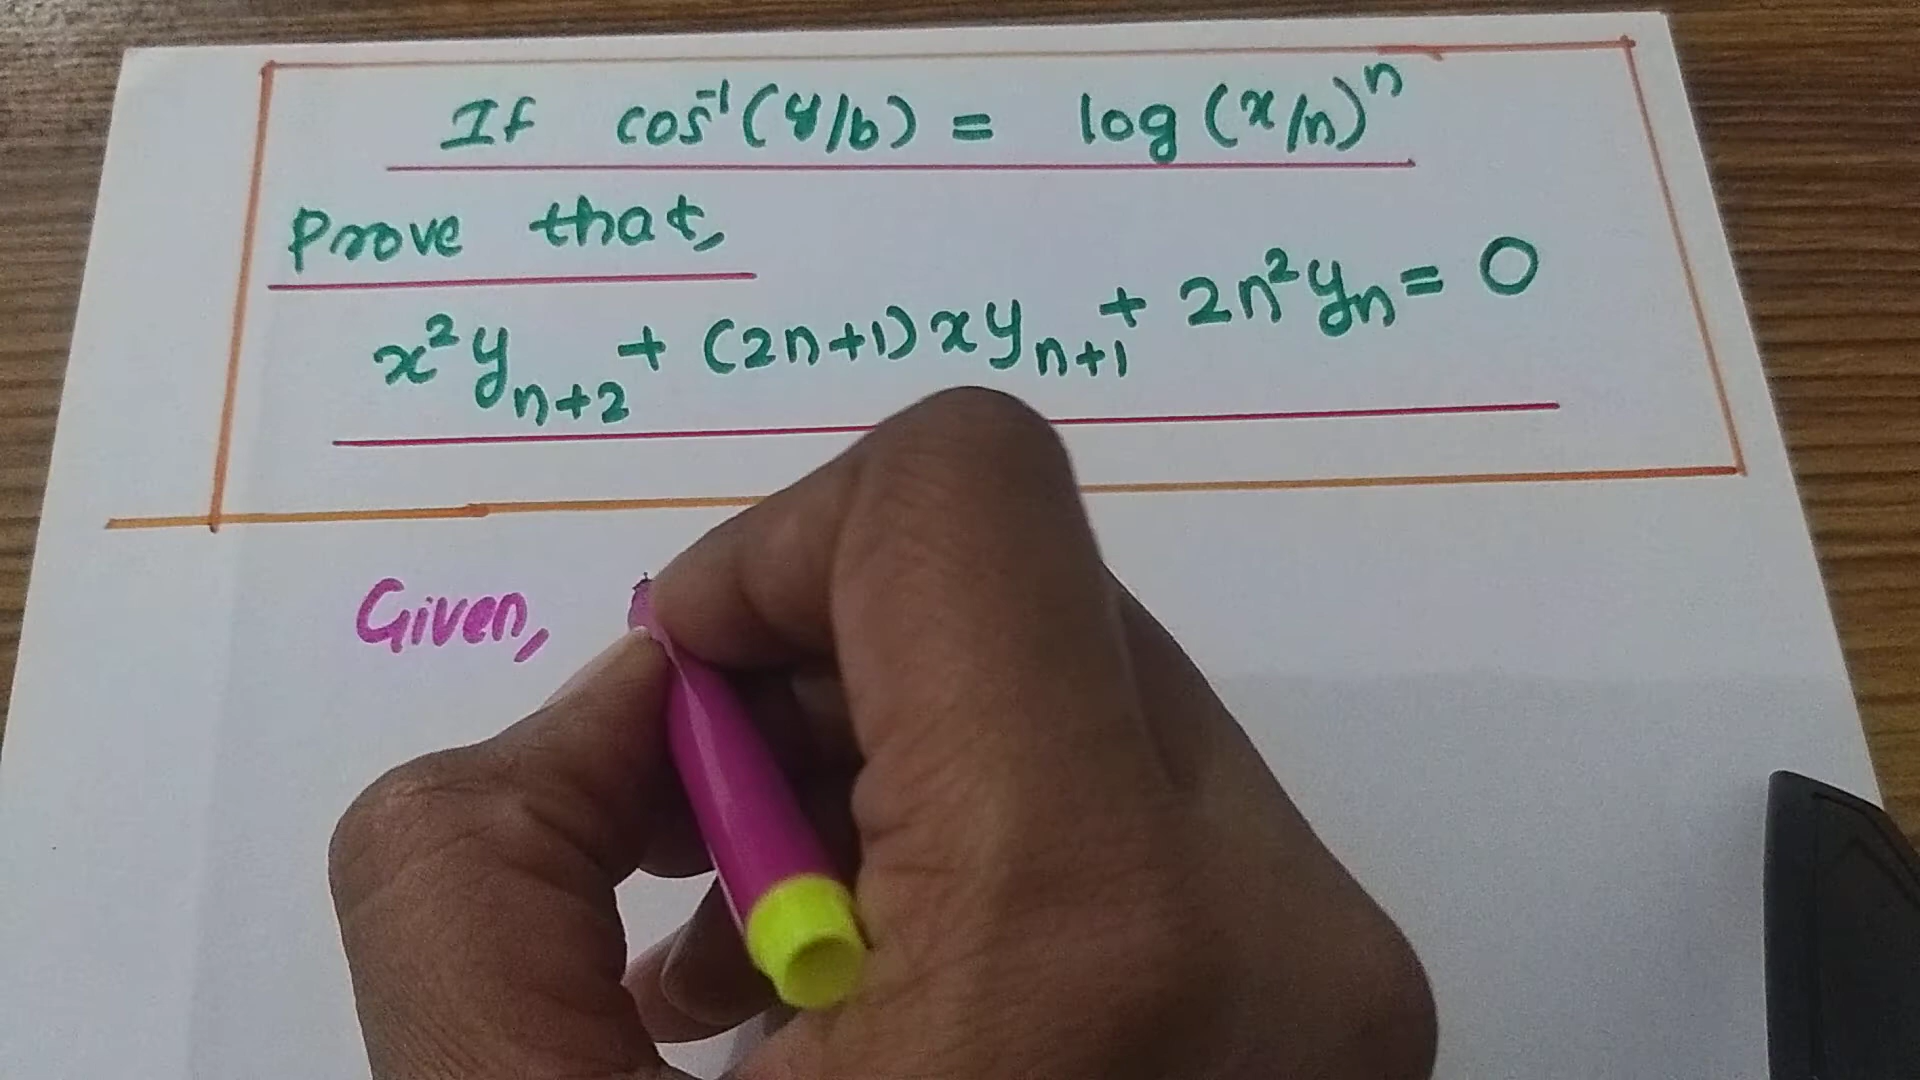 If cos⁻¹(y/b) = log(x/n)ⁿ
Prove that,
x²yₙ₊₂ + (2n+1)xyₙ₊₁ + 2n²yₙ = 0
Given,